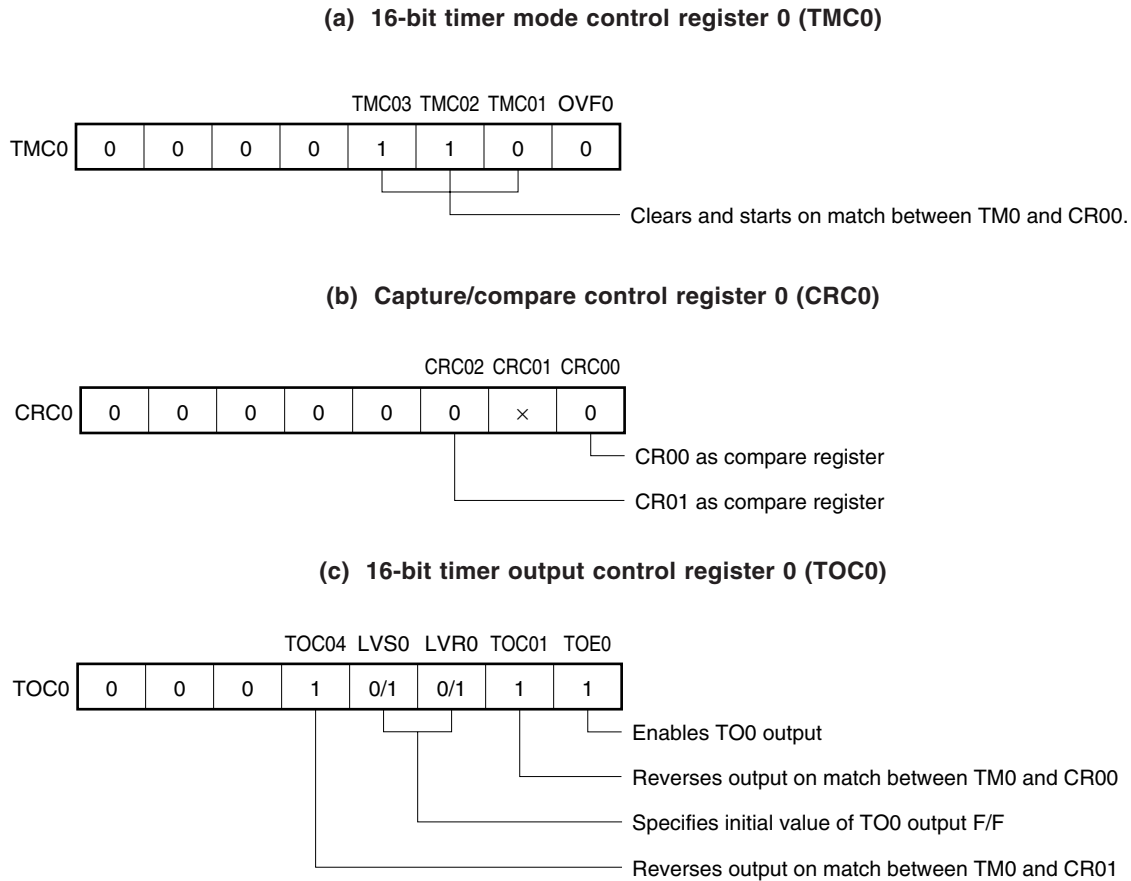 (a) 16-bit timer mode control register 0 (TMC0)
TMC03 TMC02 TMC01 OVF0
TMC0 0 0 0 0 1 1 0 0
Clears and starts on match between TM0 and CR00.
(b) Capture/compare control register 0 (CRC0)
CRC02 CRC01 CRC00
CRC0 0 0 0 0 0 0 × 0
CR00 as compare register
CR01 as compare register
(c) 16-bit timer output control register 0 (TOC0)
TOC04 LVS0 LVR0 TOC01 TOE0
TOC0 0 0 0 1 0/1 0/1 1 1
Enables TO0 output
Reverses output on match between TM0 and CR00
Specifies initial value of TO0 output F/F
Reverses output on match between TM0 and CR01